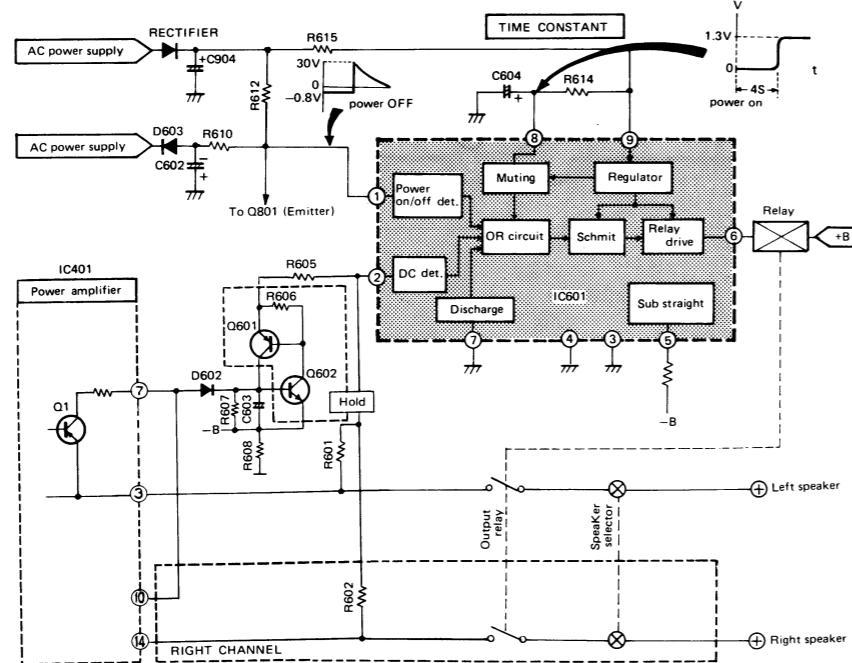 AC power supply
RECTIFIER
+C904
R615
R612
30V
0
−0.8V
power OFF
TIME CONSTANT
V
1.3V
0
4S
t
power on
C604
+
R614
AC power supply
D603
C602
−
+
R610
To Q801 (Emitter)
8
9
1
Power on/off det.
Muting
Regulator
OR circuit
Schmit
Relay drive
6
Relay
+B
2
DC det.
Discharge
IC601
Sub straight
7
4
3
5
−B
IC401
Power amplifier
R605
R606
Q601
Q602
D602
7
Q1
R607
C603
−B
R608
Hold
R601
3
Output relay
SpeaKer selector
Left speaker
10
R602
14
RIGHT CHANNEL
Right speaker